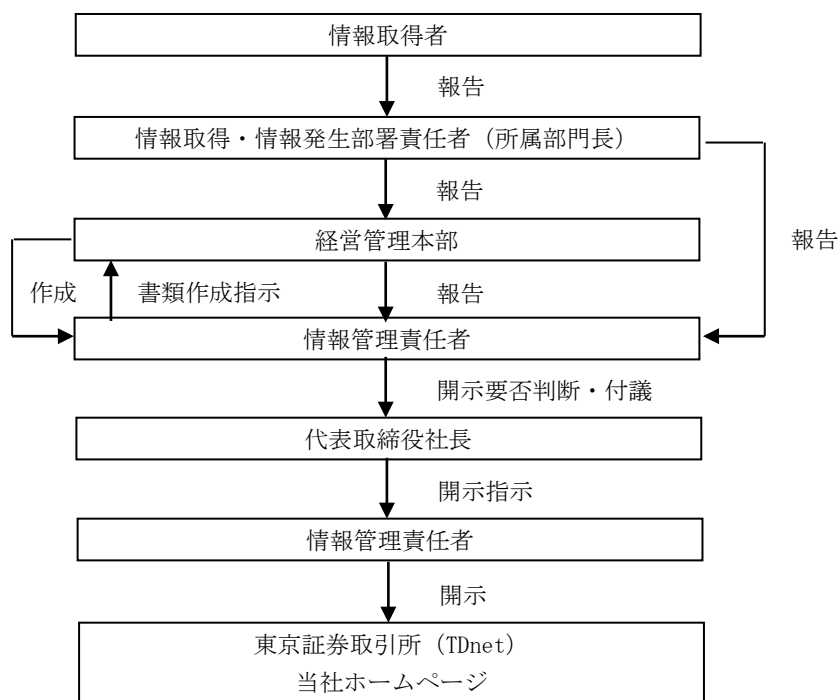 情報取得者
報告
情報取得・情報発生部署責任者（所属部門長）
報告
経営管理本部
報告
作成
書類作成指示
報告
情報管理責任者
開示要否判断・付議
代表取締役社長
開示指示
情報管理責任者
開示
東京証券取引所（TDnet）
当社ホームページ